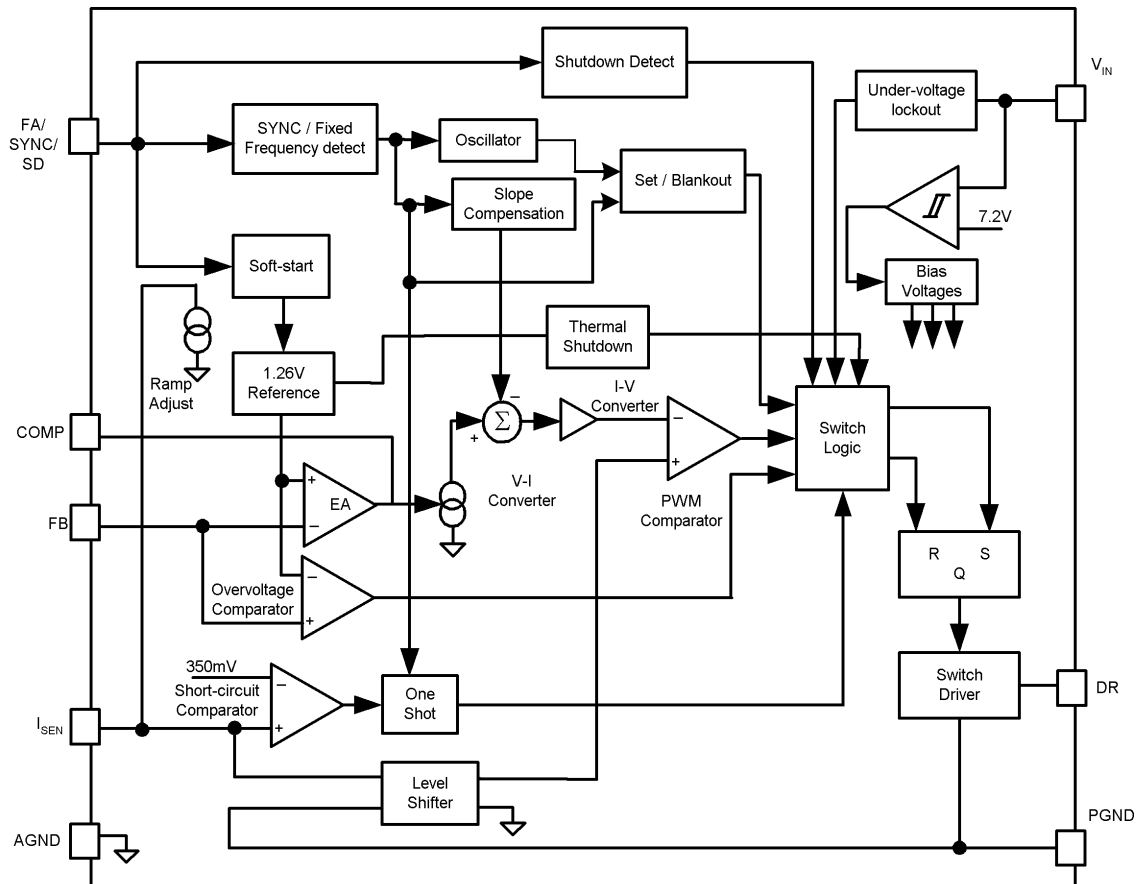 Shutdown Detect
V_IN
Under-voltage
lockout
FA/
SYNC/
SD
SYNC / Fixed
Frequency detect
Oscillator
Set / Blankout
Slope
Compensation
7.2V
Soft-start
Bias
Voltages
Thermal
Shutdown
1.26V
Reference
Ramp
Adjust
I-V
Converter
−
Σ
+
−
+
COMP
Switch
Logic
V-I
Converter
PWM
Comparator
+
EA
−
FB
R S
Q
Overvoltage
Comparator
−
+
350mV
Short-circuit
Comparator
−
+
One
Shot
Switch
Driver
DR
I_SEN
Level
Shifter
AGND
PGND